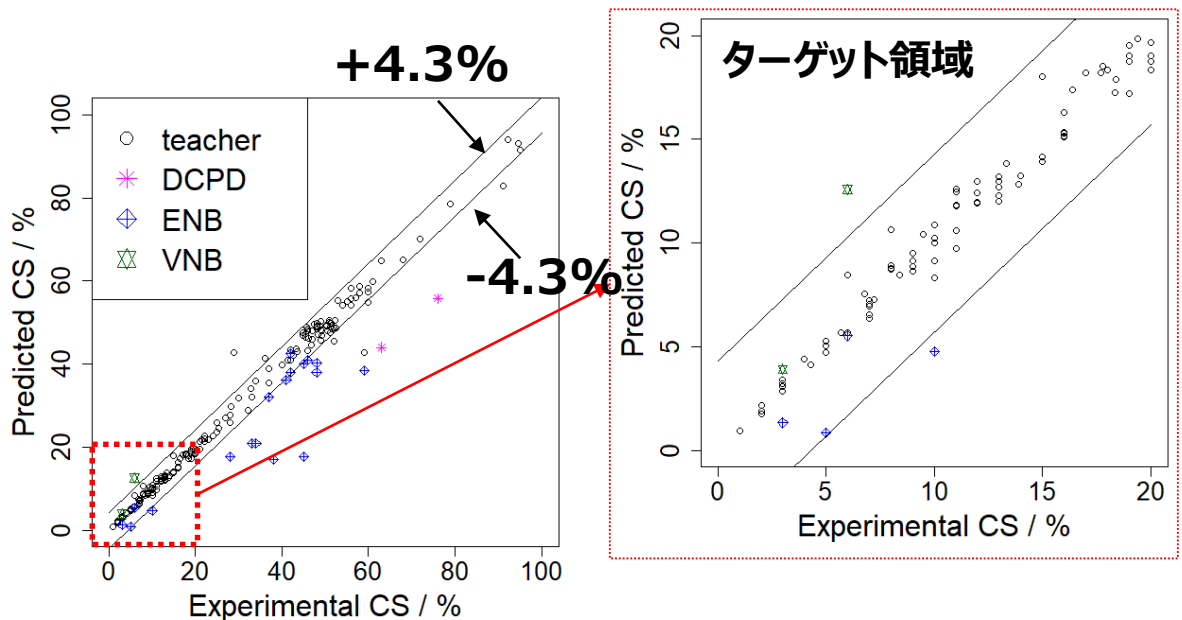 +4.3%
teacher
DCPD
ENB
VNB
-4.3%
Predicted CS / %
0
20
40
60
80
100
0
20
40
60
80
100
Experimental CS / %
ターゲット領域
Predicted CS / %
0
5
10
15
20
0
5
10
15
20
Experimental CS / %